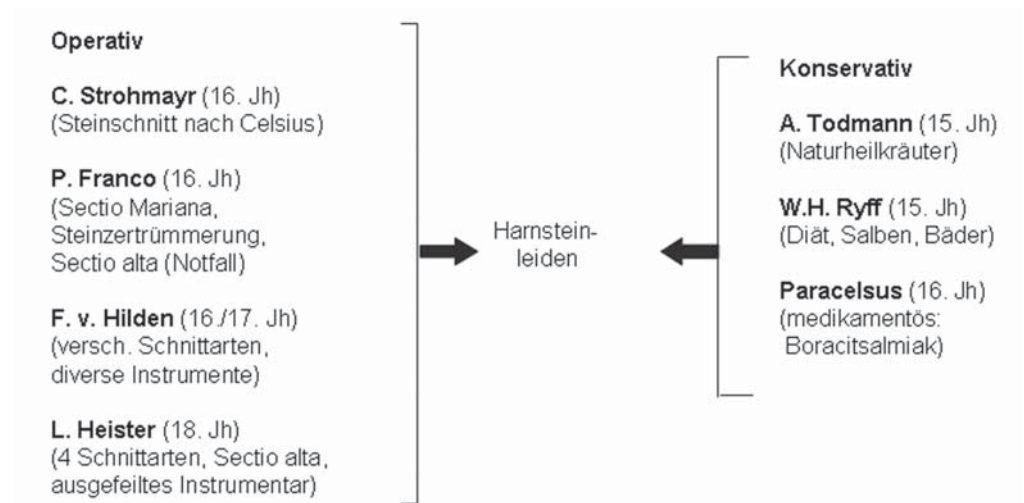 Operativ
C. Strohmayr (16. Jh)
(Steinschnitt nach Celsius)
P. Franco (16. Jh)
(Sectio Mariana,
Steinzertrümmerung,
Sectio alta (Notfall)
F. v. Hilden (16./17. Jh)
(versch. Schnittarten,
diverse Instrumente)
L. Heister (18. Jh)
(4 Schnittarten, Sectio alta,
ausgefeiltes Instrumentar)
Harnstein-
leiden
Konservativ
A. Todmann (15. Jh)
(Naturheilkräuter)
W.H. Ryff (15. Jh)
(Diät, Salben, Bäder)
Paracelsus (16. Jh)
(medikamentös:
Boracitsalmiak)